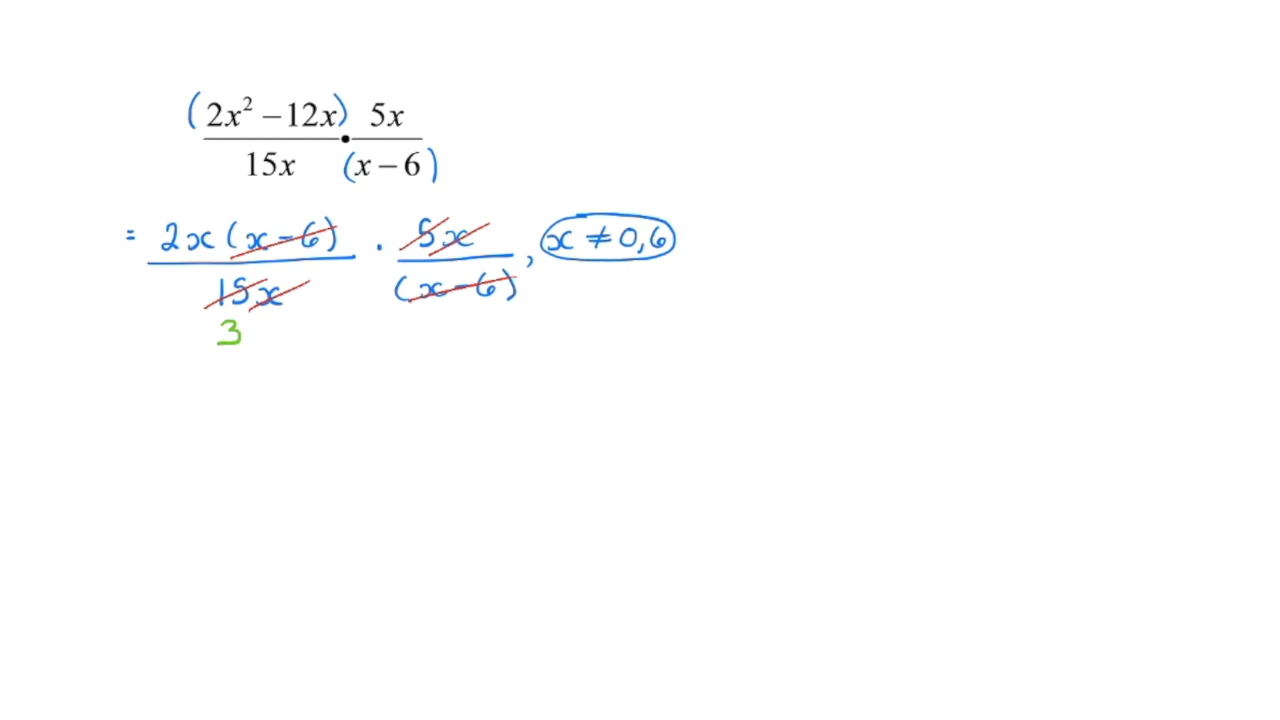 (2x² − 12x) / 15x • 5x / (x − 6)
= 2x(x − 6) / 15x · 5x / (x − 6) , x ≠ 0, 6
3